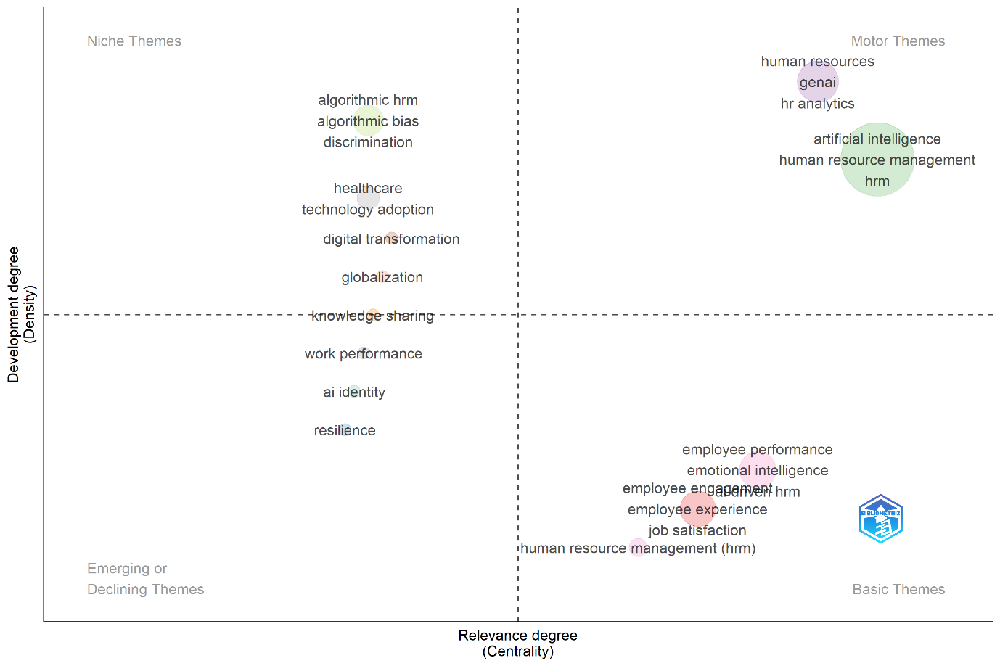 Niche Themes
Motor Themes
human resources
genai
hr analytics
algorithmic hrm
algorithmic bias
discrimination
artificial intelligence
human resource management
hrm
healthcare
technology adoption
digital transformation
globalization
knowledge sharing
work performance
ai identity
resilience
employee performance
emotional intelligence
ai-driven hrm
employee engagement
employee experience
job satisfaction
human resource management (hrm)
BIBLIOMETRIX
Emerging or
Declining Themes
Basic Themes
Development degree
(Density)
Relevance degree
(Centrality)